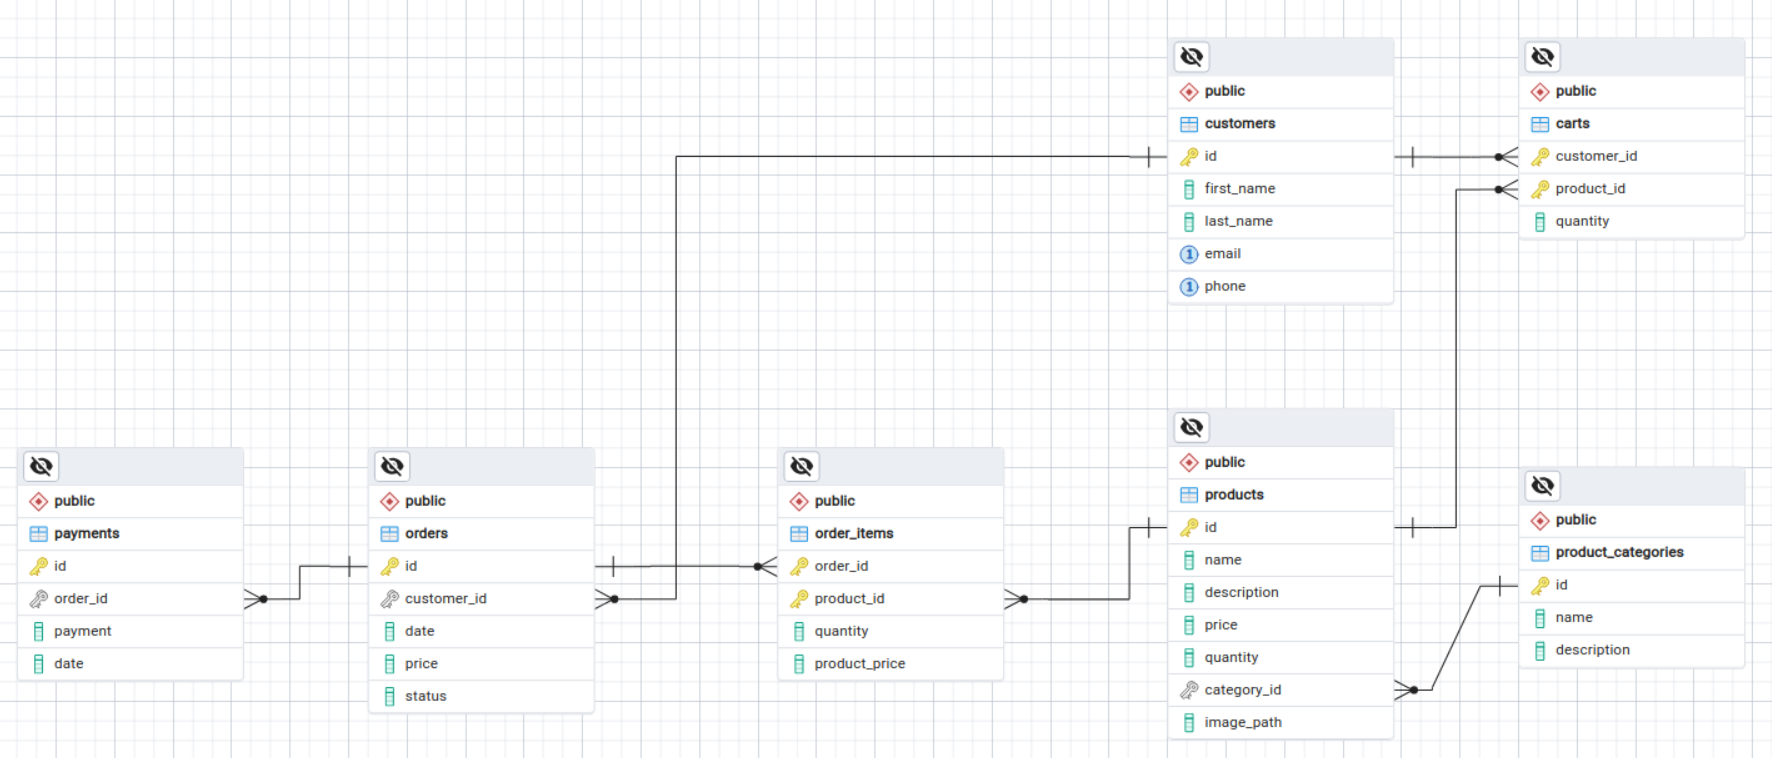 public
customers
id
first_name
last_name
email
phone
public
carts
customer_id
product_id
quantity
public
payments
id
order_id
payment
date
public
orders
id
customer_id
date
price
status
public
order_items
order_id
product_id
quantity
product_price
public
products
id
name
description
price
quantity
category_id
image_path
public
product_categories
id
name
description